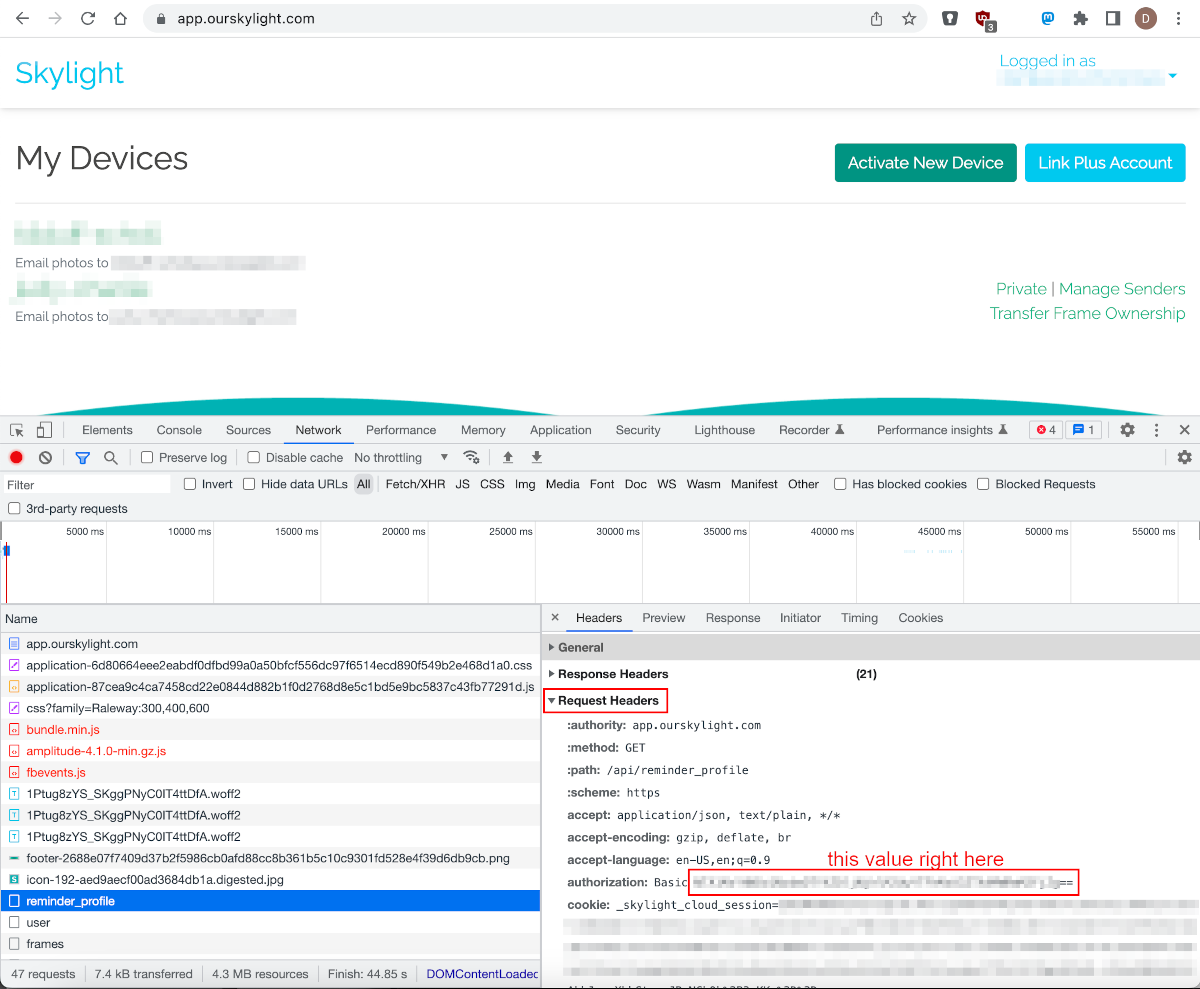 app.ourskylight.com
3
D
Skylight
Logged in as
My Devices
Activate New Device
Link Plus Account
Email photos to
Email photos to
Private | Manage Senders
Transfer Frame Ownership
Elements Console Sources Network Performance Memory Application Security Lighthouse Recorder Performance insights 4 1
Preserve log Disable cache No throttling
Filter Invert Hide data URLs All Fetch/XHR JS CSS Img Media Font Doc WS Wasm Manifest Other Has blocked cookies Blocked Requests
3rd-party requests
5000 ms 10000 ms 15000 ms 20000 ms 25000 ms 30000 ms 35000 ms 40000 ms 45000 ms 50000 ms 55000 ms
Name
app.ourskylight.com
application-6d80664eee2eabdf0dfbd99a0a50bfcf556dc97f6514ecd890f549b2e468d1a0.css
application-87cea9c4ca7458cd22e0844d882b1f0d2768d8e5c1bd5e9bc5837c43fb77291d.js
css?family=Raleway:300,400,600
bundle.min.js
amplitude-4.1.0-min.gz.js
fbevents.js
1Ptug8zYS_SKggPNyC0IT4ttDfA.woff2
1Ptug8zYS_SKggPNyC0IT4ttDfA.woff2
1Ptug8zYS_SKggPNyC0IT4ttDfA.woff2
footer-2688e07f7409d37b2f5986cb0afd88cc8b361b5c10c9301fd528e4f39d6db9cb.png
icon-192-aed9aecf00ad3684db1a.digested.jpg
reminder_profile
user
frames
47 requests 7.4 kB transferred 4.3 MB resources Finish: 44.85 s DOMContentLoaded
Headers Preview Response Initiator Timing Cookies
General
Response Headers (21)
Request Headers
:authority: app.ourskylight.com
:method: GET
:path: /api/reminder_profile
:scheme: https
accept: application/json, text/plain, */*
accept-encoding: gzip, deflate, br
accept-language: en-US,en;q=0.9
this value right here
authorization: Basic ==
cookie: _skylight_cloud_session=